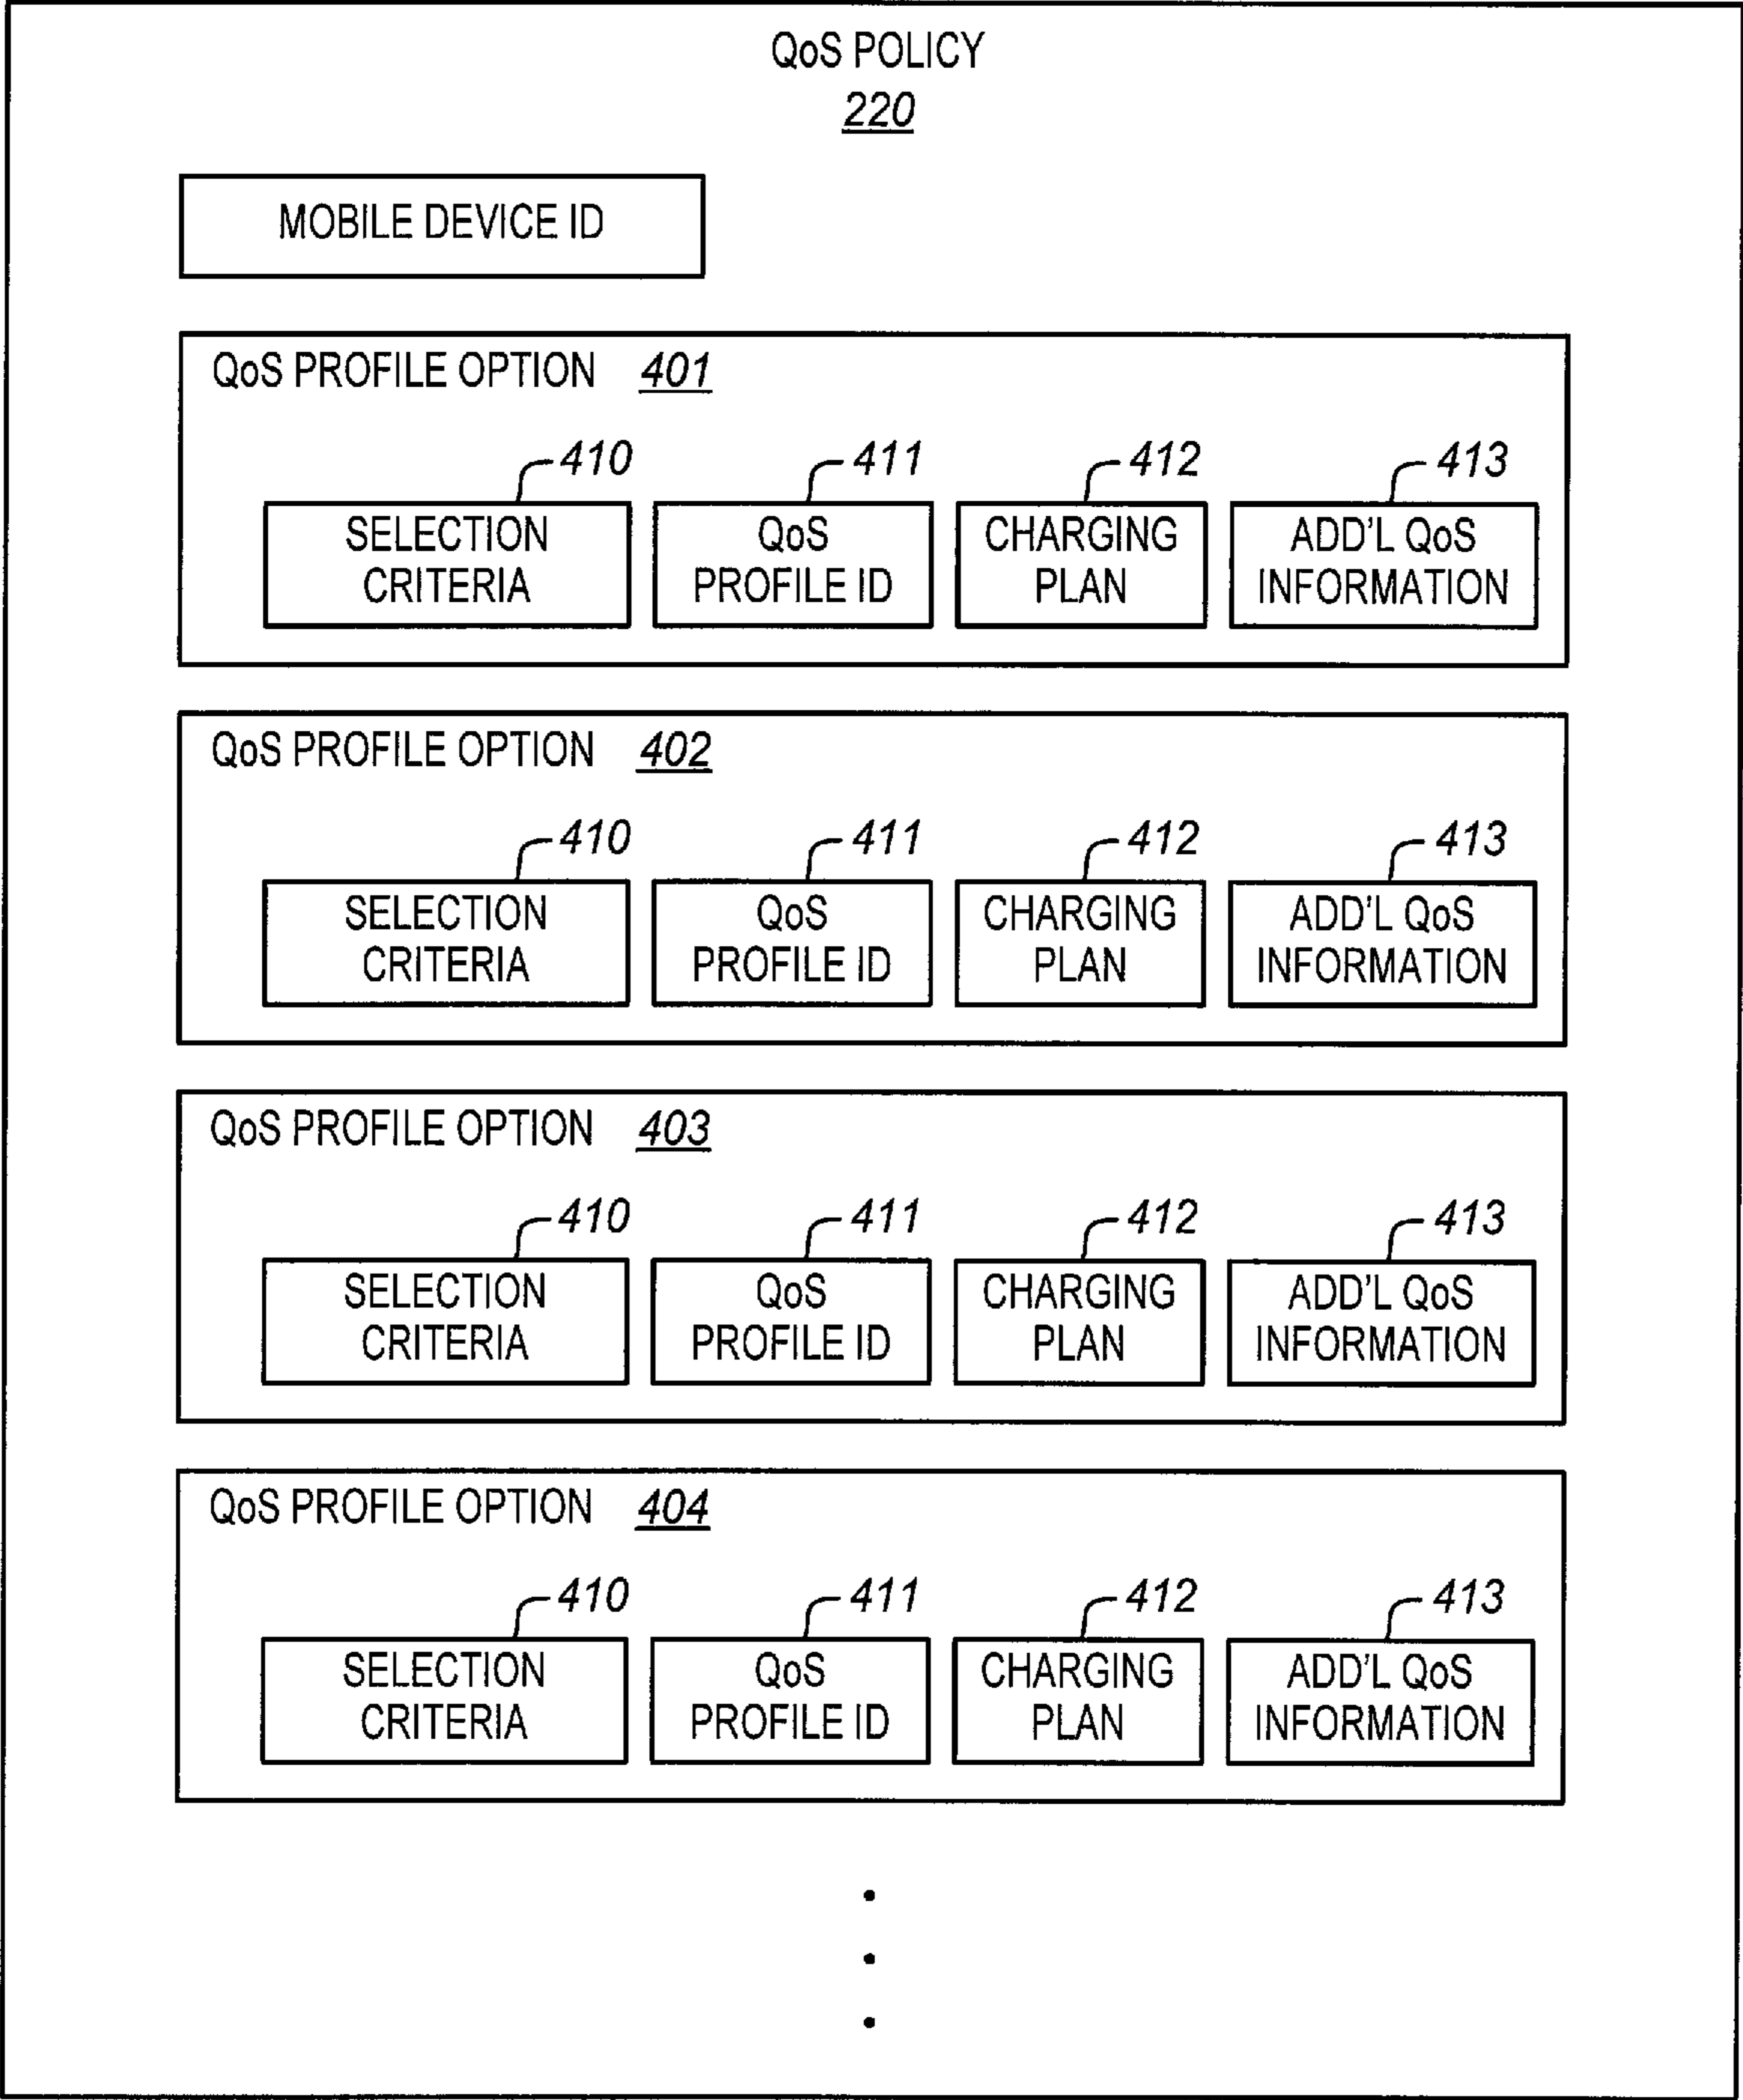 QoS POLICY
220
MOBILE DEVICE ID
QoS PROFILE OPTION 401
410 411 412 413
SELECTION CRITERIA
QoS PROFILE ID
CHARGING PLAN
ADD'L QoS INFORMATION
QoS PROFILE OPTION 402
410 411 412 413
SELECTION CRITERIA
QoS PROFILE ID
CHARGING PLAN
ADD'L QoS INFORMATION
QoS PROFILE OPTION 403
410 411 412 413
SELECTION CRITERIA
QoS PROFILE ID
CHARGING PLAN
ADD'L QoS INFORMATION
QoS PROFILE OPTION 404
410 411 412 413
SELECTION CRITERIA
QoS PROFILE ID
CHARGING PLAN
ADD'L QoS INFORMATION